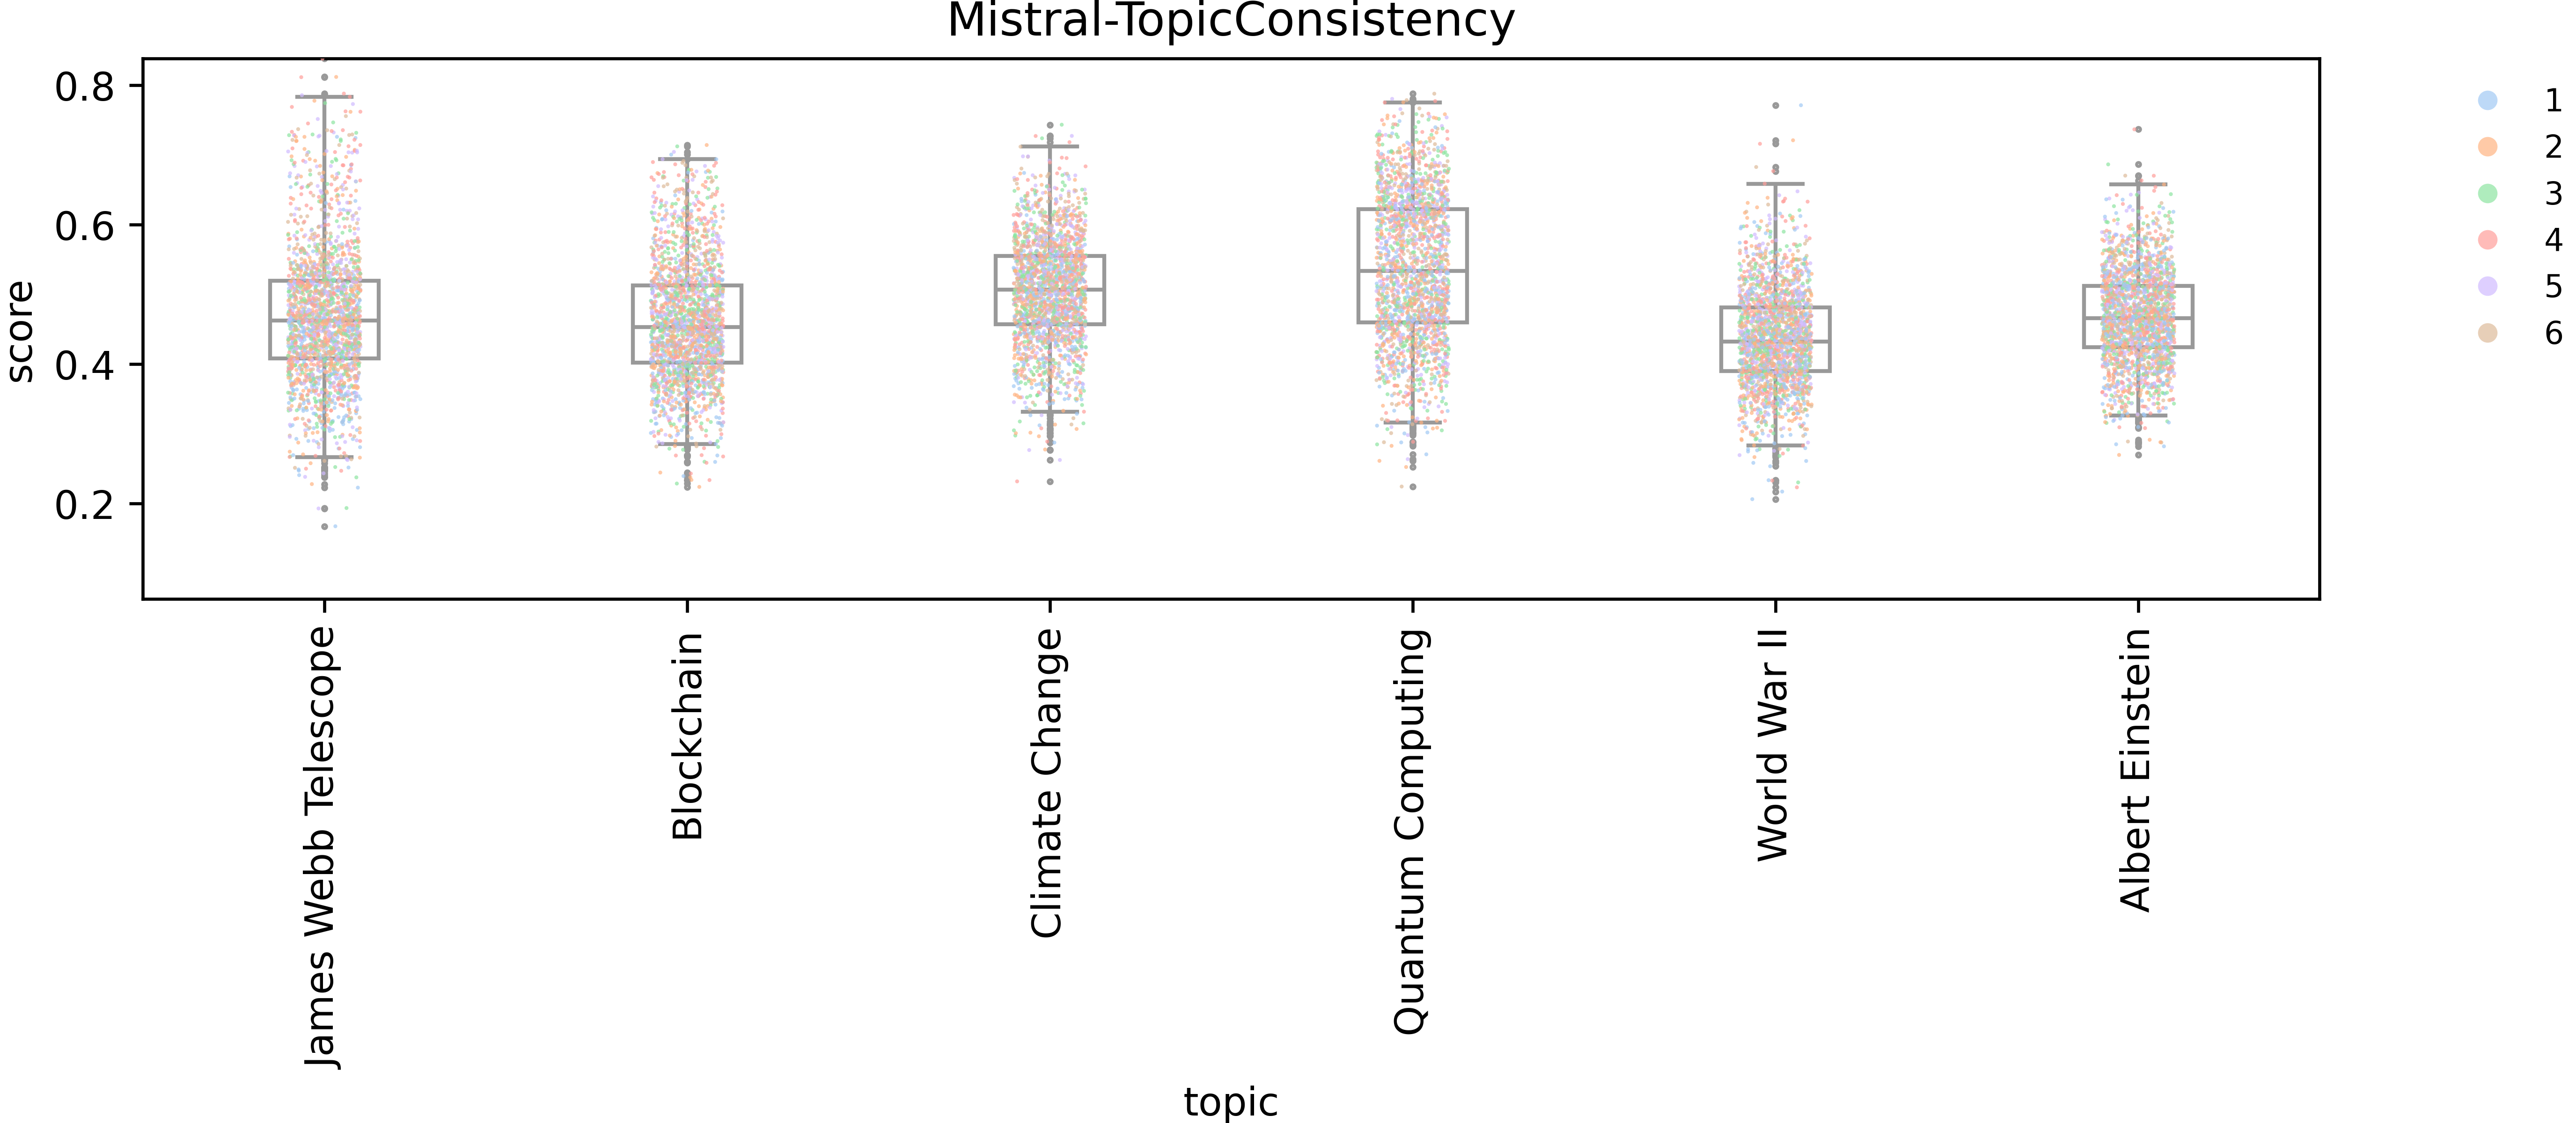 Mistral-TopicConsistency
score
0.8
0.6
0.4
0.2
James Webb Telescope
Blockchain
Climate Change
Quantum Computing
World War II
Albert Einstein
topic
1
2
3
4
5
6